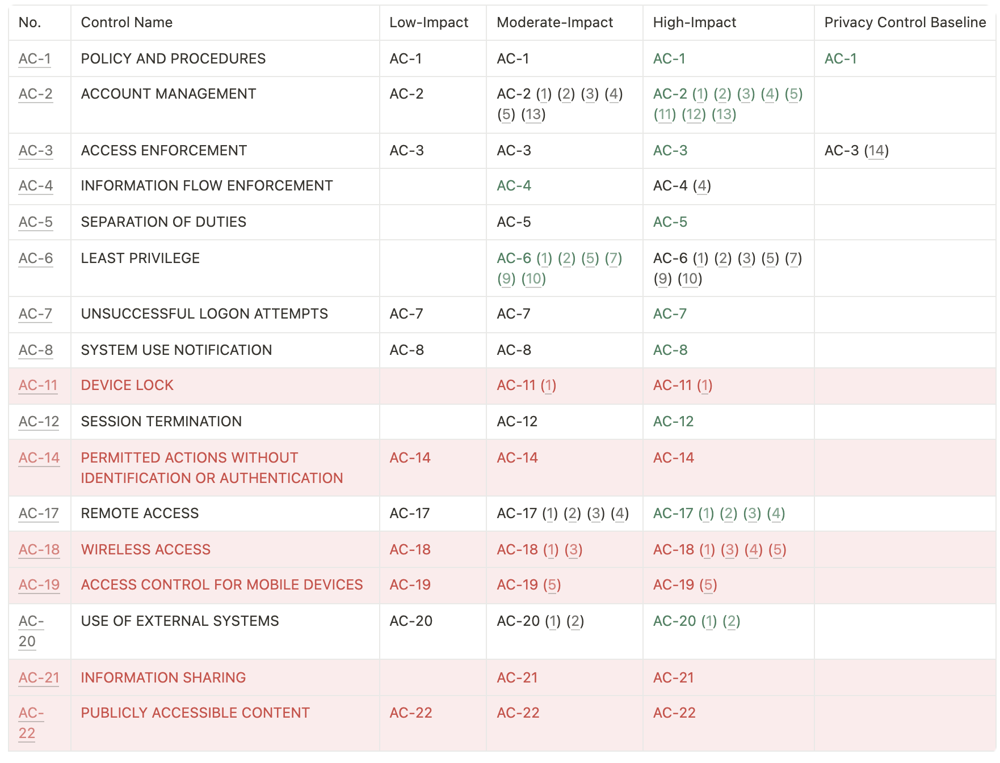 No. Control Name Low-Impact Moderate-Impact High-Impact Privacy Control Baseline
AC-1 POLICY AND PROCEDURES AC-1 AC-1 AC-1 AC-1
AC-2 ACCOUNT MANAGEMENT AC-2 AC-2 (1) (2) (3) (4) AC-2 (1) (2) (3) (4) (5)
(5) (13) (11) (12) (13)
AC-3 ACCESS ENFORCEMENT AC-3 AC-3 AC-3 AC-3 (14)
AC-4 INFORMATION FLOW ENFORCEMENT AC-4 AC-4 (4)
AC-5 SEPARATION OF DUTIES AC-5 AC-5
AC-6 LEAST PRIVILEGE AC-6 (1) (2) (5) (7) AC-6 (1) (2) (3) (5) (7)
(9) (10) (9) (10)
AC-7 UNSUCCESSFUL LOGON ATTEMPTS AC-7 AC-7 AC-7
AC-8 SYSTEM USE NOTIFICATION AC-8 AC-8 AC-8
AC-11 DEVICE LOCK AC-11 (1) AC-11 (1)
AC-12 SESSION TERMINATION AC-12 AC-12
AC-14 PERMITTED ACTIONS WITHOUT AC-14 AC-14 AC-14
IDENTIFICATION OR AUTHENTICATION
AC-17 REMOTE ACCESS AC-17 AC-17 (1) (2) (3) (4) AC-17 (1) (2) (3) (4)
AC-18 WIRELESS ACCESS AC-18 AC-18 (1) (3) AC-18 (1) (3) (4) (5)
AC-19 ACCESS CONTROL FOR MOBILE DEVICES AC-19 AC-19 (5) AC-19 (5)
AC- USE OF EXTERNAL SYSTEMS AC-20 AC-20 (1) (2) AC-20 (1) (2)
20
AC-21 INFORMATION SHARING AC-21 AC-21
AC- PUBLICLY ACCESSIBLE CONTENT AC-22 AC-22 AC-22
22